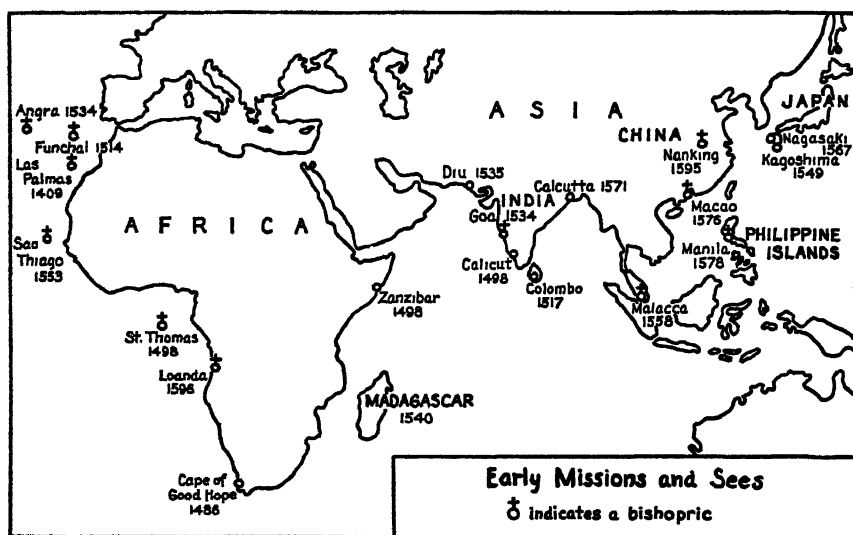 Angra 1534
Funchal 1514
Las
Palmas
1409
AFRICA
Sao
Thiago
1553
St. Thomas
1498
Loanda
1596
Cape of
Good Hope
1486
Zanzibar
1498
MADAGASCAR
1540
ASIA
Diu 1535
INDIA
Goa 1534
Calcutta 1571
Calicut
1498
Colombo
1517
CHINA
Nanking
1595
Macao
1576
JAPAN
Nagasaki
1567
Kagoshima
1549
PHILIPPINE
ISLANDS
Manila
1578
Malacca
1558
Early Missions and Sees
indicates a bishopric